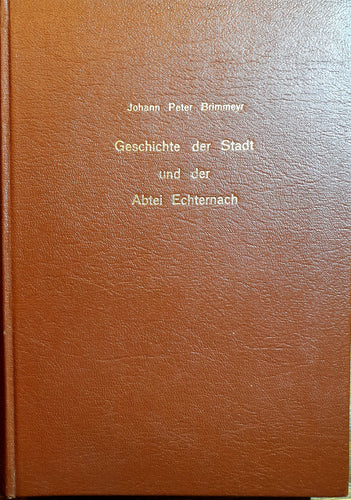 Johann Peter Brimmeyr
Geschichte der Stadt
und der
Abtei Echternach